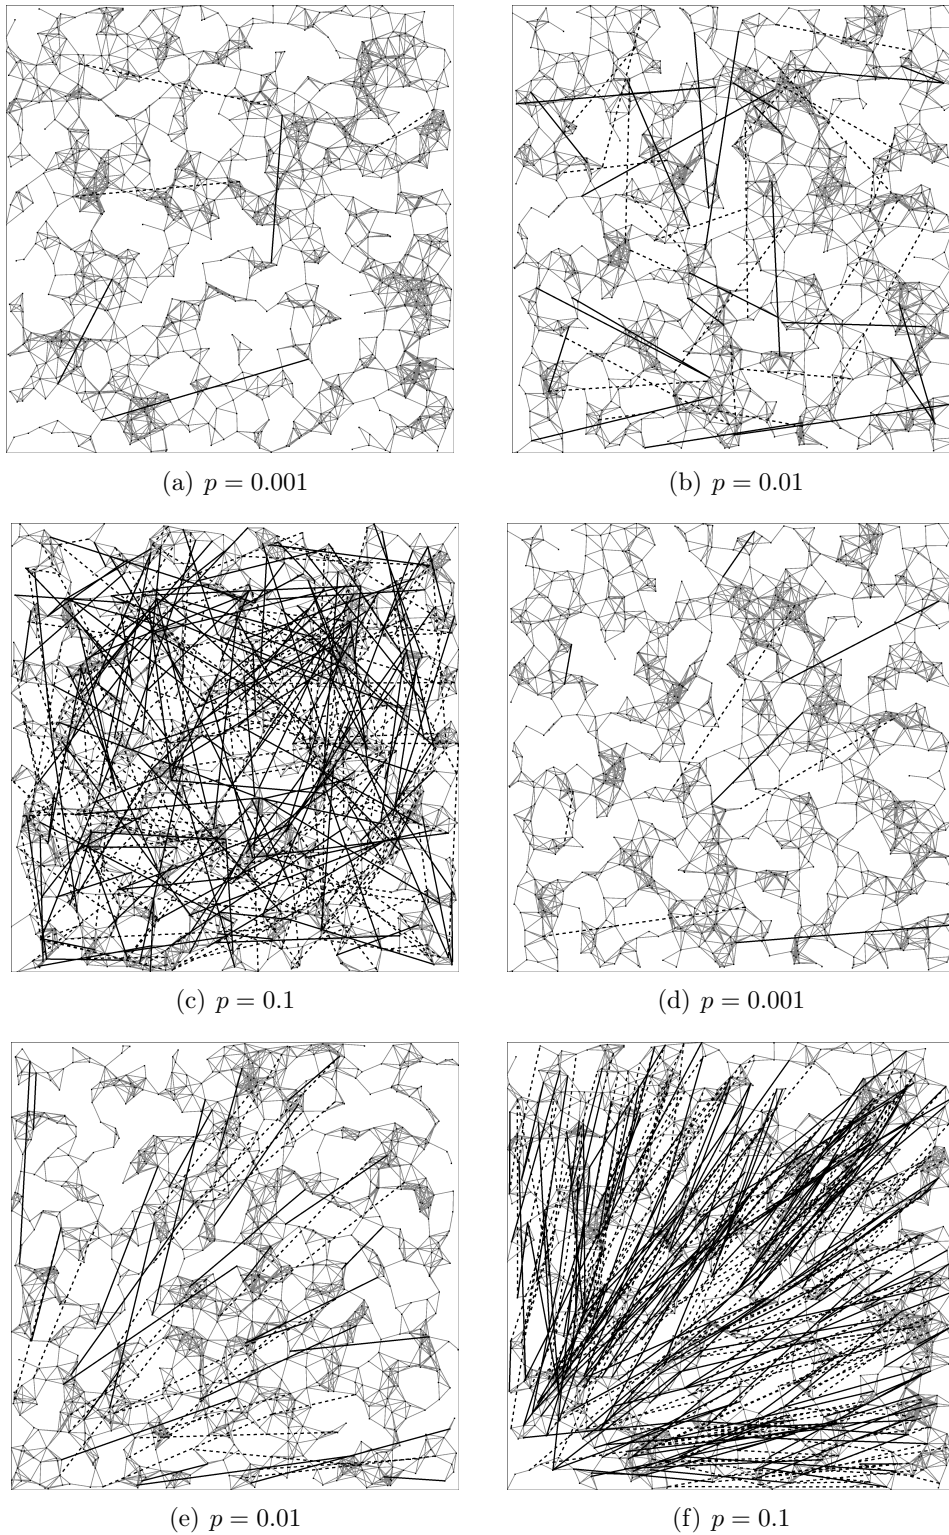 (a) p = 0.001
(b) p = 0.01
(c) p = 0.1
(d) p = 0.001
(e) p = 0.01
(f) p = 0.1